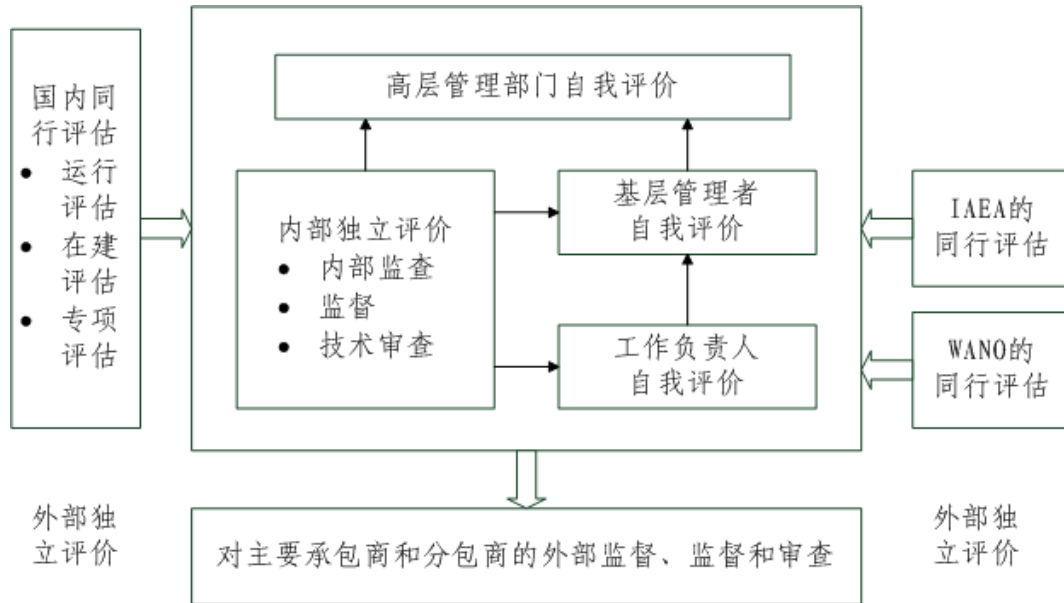 国内同
行评估
● 运行
评估
● 在建
评估
● 专项
评估
外部独
立评价
高层管理部门自我评价
内部独立评价
● 内部监查
● 监督
● 技术审查
基层管理者
自我评价
工作负责人
自我评价
对主要承包商和分包商的外部监督、监督和审查
IAEA的
同行评估
WANO的
同行评估
外部独
立评价